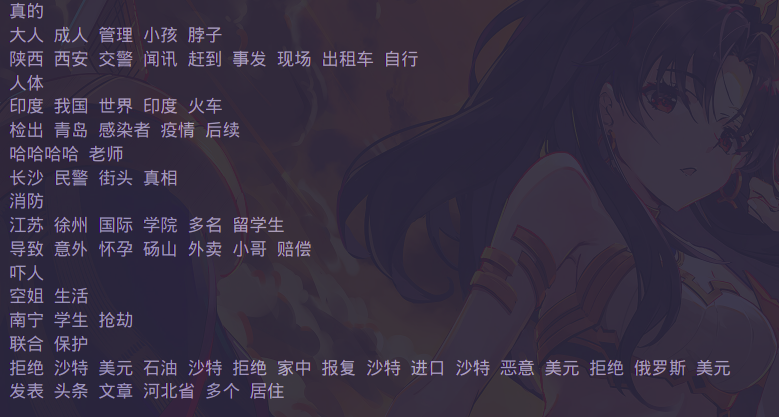 真的
大人 成人 管理 小孩 脖子
陕西 西安 交警 闻讯 赶到 事发 现场 出租车 自行
人体
印度 我国 世界 印度 火车
检出 青岛 感染者 疫情 后续
哈哈哈哈 老师
长沙 民警 街头 真相
消防
江苏 徐州 国际 学院 多名 留学生
导致 意外 怀孕 砀山 外卖 小哥 赔偿
吓人
空姐 生活
南宁 学生 抢劫
联合 保护
拒绝 沙特 美元 石油 沙特 拒绝 家中 报复 沙特 进口 沙特 恶意 美元 拒绝 俄罗斯 美元
发表 头条 文章 河北省 多个 居住